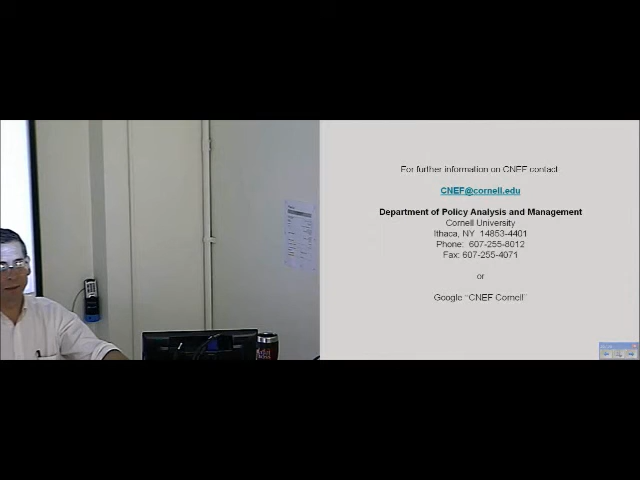 For further information on CNEF contact
CNEF@cornell.edu
Department of Policy Analysis and Management
Cornell University
Ithaca, NY 14853-4401
Phone: 607-255-8012
Fax: 607-255-4071
or
Google “CNEF Cornell”